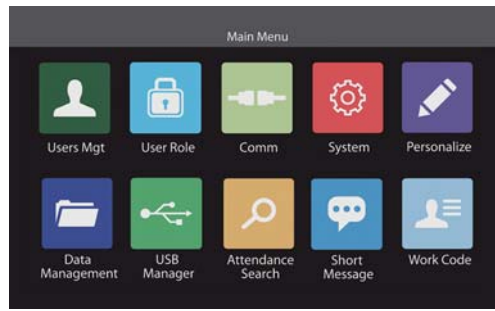 Main Menu
Users Mgt
User Role
Comm
System
Personalize
Data
Management
USB
Manager
Attendance
Search
Short
Message
Work Code